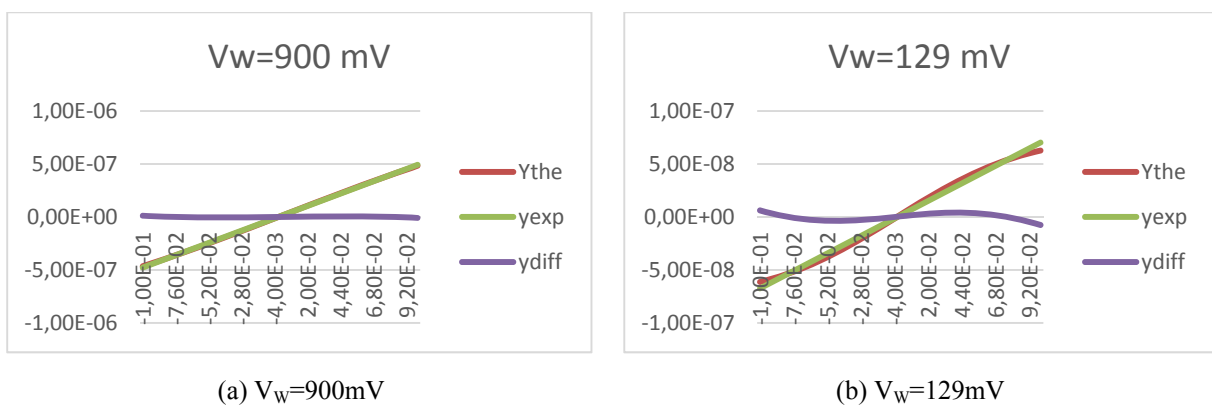 Vw=900 mV
1,00E-06
5,00E-07
0,00E+00
-5,00E-07
-1,00E-06
-1,00E-01
-7,60E-02
-5,20E-02
-2,80E-02
-4,00E-03
2,00E-02
4,40E-02
6,80E-02
9,20E-02
Ythe
yexp
ydiff
(a) Vw=900mV
Vw=129 mV
1,00E-07
5,00E-08
0,00E+00
-5,00E-08
-1,00E-07
-1,00E-01
-7,60E-02
-5,20E-02
-2,80E-02
-4,00E-03
2,00E-02
4,40E-02
6,80E-02
9,20E-02
Ythe
yexp
ydiff
(b) VW=129mV